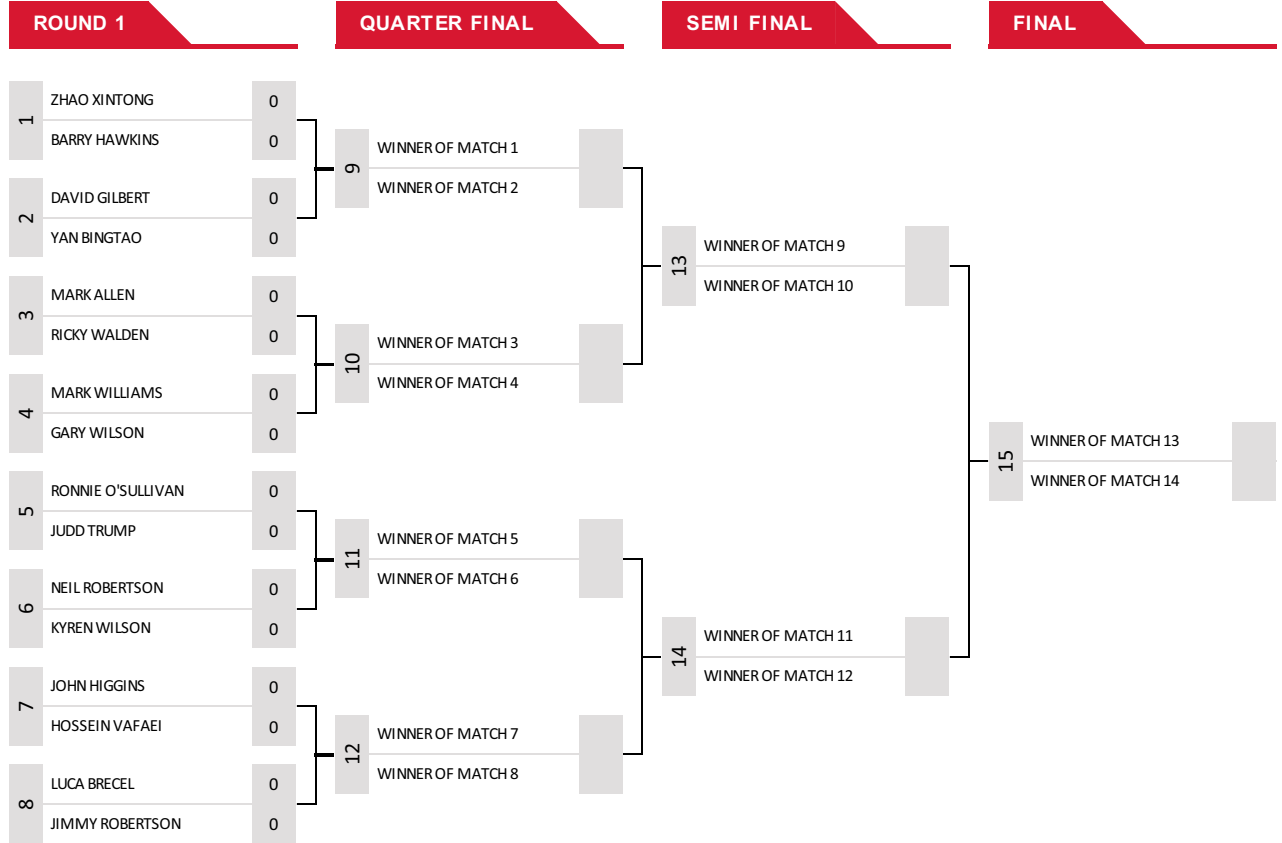 ROUND 1
QUARTER FINAL
SEMI FINAL
FINAL
1
ZHAO XINTONG 0
BARRY HAWKINS 0
2
DAVID GILBERT 0
YAN BINGTAO 0
3
MARK ALLEN 0
RICKY WALDEN 0
4
MARK WILLIAMS 0
GARY WILSON 0
5
RONNIE O'SULLIVAN 0
JUDD TRUMP 0
6
NEIL ROBERTSON 0
KYREN WILSON 0
7
JOHN HIGGINS 0
HOSSEIN VAFAEI 0
8
LUCA BRECEL 0
JIMMY ROBERTSON 0
9
WINNER OF MATCH 1
WINNER OF MATCH 2
10
WINNER OF MATCH 3
WINNER OF MATCH 4
11
WINNER OF MATCH 5
WINNER OF MATCH 6
12
WINNER OF MATCH 7
WINNER OF MATCH 8
13
WINNER OF MATCH 9
WINNER OF MATCH 10
14
WINNER OF MATCH 11
WINNER OF MATCH 12
15
WINNER OF MATCH 13
WINNER OF MATCH 14